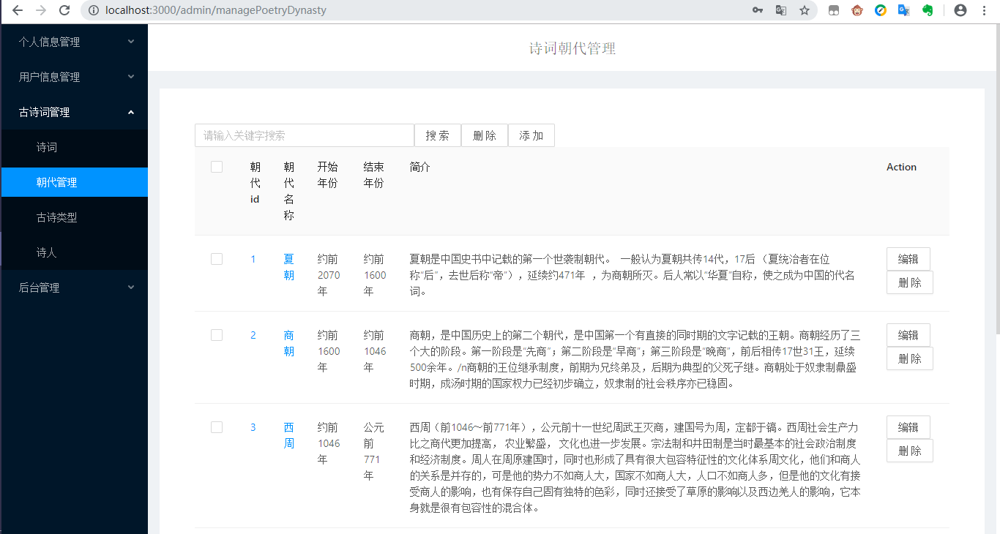 localhost:3000/admin/managePoetryDynasty
个人信息管理
用户信息管理
古诗词管理
诗词
朝代管理
古诗类型
诗人
后台管理
诗词朝代管理
请输入关键字搜索
搜 索
删 除
添 加
朝代id
朝代名称
开始年份
结束年份
简介
Action
1
夏朝
约前2070年
约前1600年
夏朝是中国史书中记载的第一个世袭制朝代。 一般认为夏朝共传14代，17后 （夏统治者在位
称“后”，去世后称“帝”），延续约471年 ，为商朝所灭。后人常以“华夏”自称，使之成为中国的代名
词。
编辑
删 除
2
商朝
约前1600年
约前1046年
商朝，是中国历史上的第二个朝代，是中国第一个有直接的同时期的文字记载的王朝。商朝经历了三
个大的阶段。第一阶段是“先商”；第二阶段是“早商”；第三阶段是“晚商”，前后相传17世31王，延续
500余年。/n商朝的王位继承制度，前期为兄终弟及，后期为典型的父死子继。商朝处于奴隶制鼎盛
时期，成汤时期的国家权力已经初步确立，奴隶制的社会秩序亦已稳固。
编辑
删 除
3
西周
约前1046年
公元前771年
西周（前1046～前771年），公元前十一世纪周武王灭商，建国号为周，定都于镐。西周社会生产力
比之商代更加提高， 农业繁盛， 文化也进一步发展。宗法制和井田制是当时最基本的社会政治制度
和经济制度。周人在周原建国时，同时也形成了具有很大包容特征性的文化体系周文化，他们和商人
的关系是并存的，可是他的势力不如商人大，国家不如商人大，人口不如商人多，但是他的文化有接
受商人的影响，也有保存自己固有独特的色彩，同时还接受了草原的影响以及西边羌人的影响，它本
身就是很有包容性的混合体。
编辑
删 除